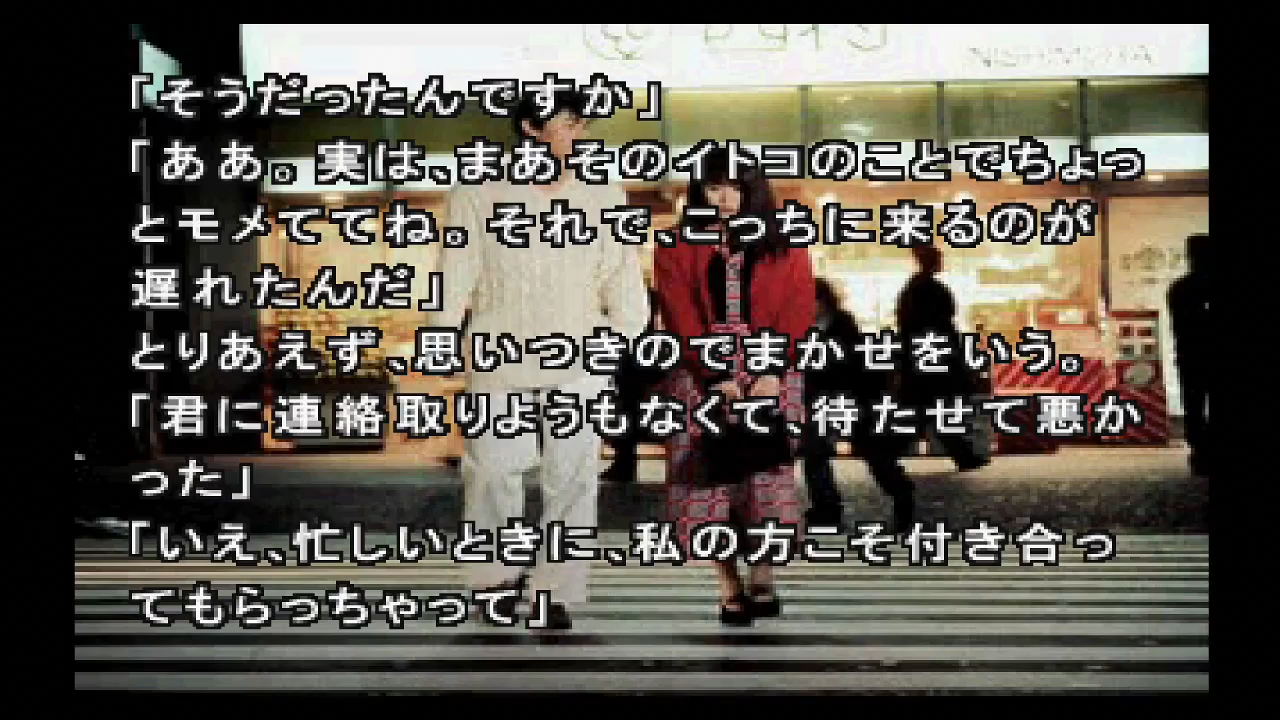 「そうだったんですか」
「ああ。実は、まあそのイトコのことでちょっ
とモメててね。それで、こっちに来るのが
遅れたんだ」
とりあえず、思いつきのでまかせをいう。
「君に連絡取りようもなくて、待たせて悪か
った」
「いえ、忙しいときに、私の方こそ付き合っ
てもらっちゃって」